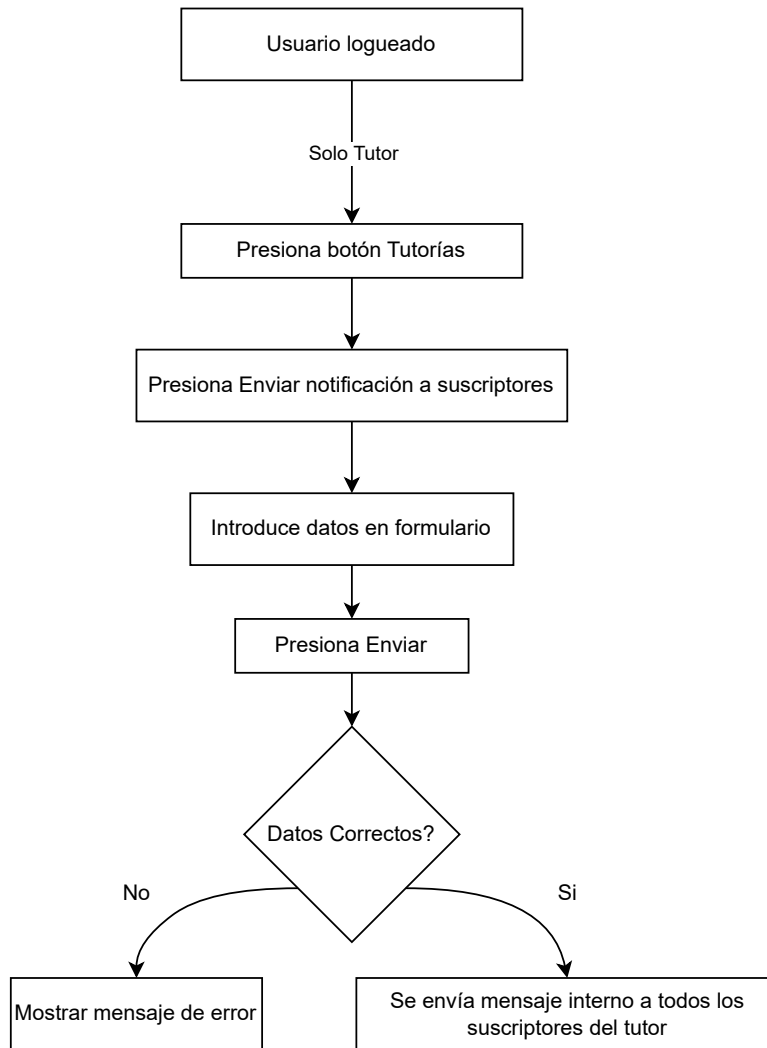 Usuario logueado
Solo Tutor
Presiona botón Tutorías
Presiona Enviar notificación a suscriptores
Introduce datos en formulario
Presiona Enviar
Datos Correctos?
No
Si
Mostrar mensaje de error
Se envía mensaje interno a todos los
suscriptores del tutor